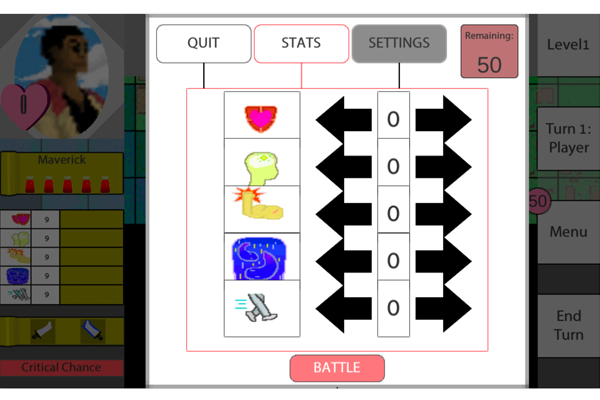 QUIT
STATS
SETTINGS
Remaining:
50
Level1
Turn 1:
Player
50
Menu
End
Turn
0
0
0
0
0
BATTLE
Maverick
9
9
9
9
9
Critical Chance